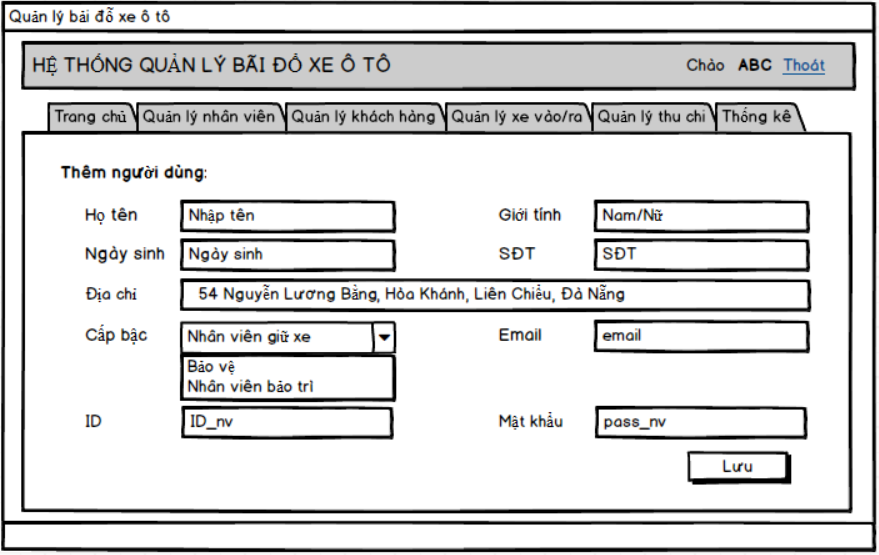 Quản lý bãi đỗ xe ô tô
HỆ THỐNG QUẢN LÝ BÃI ĐỖ XE Ô TÔ Chào ABC Thoát
Trang chủ Quản lý nhân viên Quản lý khách hàng Quản lý xe vào/ra Quản lý thu chi Thống kê
Thêm người dùng:
Họ tên Nhập tên Giới tính Nam/Nữ
Ngày sinh Ngày sinh SĐT SĐT
Địa chỉ 54 Nguyễn Lương Bằng, Hòa Khánh, Liên Chiểu, Đà Nẵng
Cấp bậc Nhân viên giữ xe Email email
Bảo vệ
Nhân viên bảo trì
ID ID_nv Mật khẩu pass_nv
Lưu